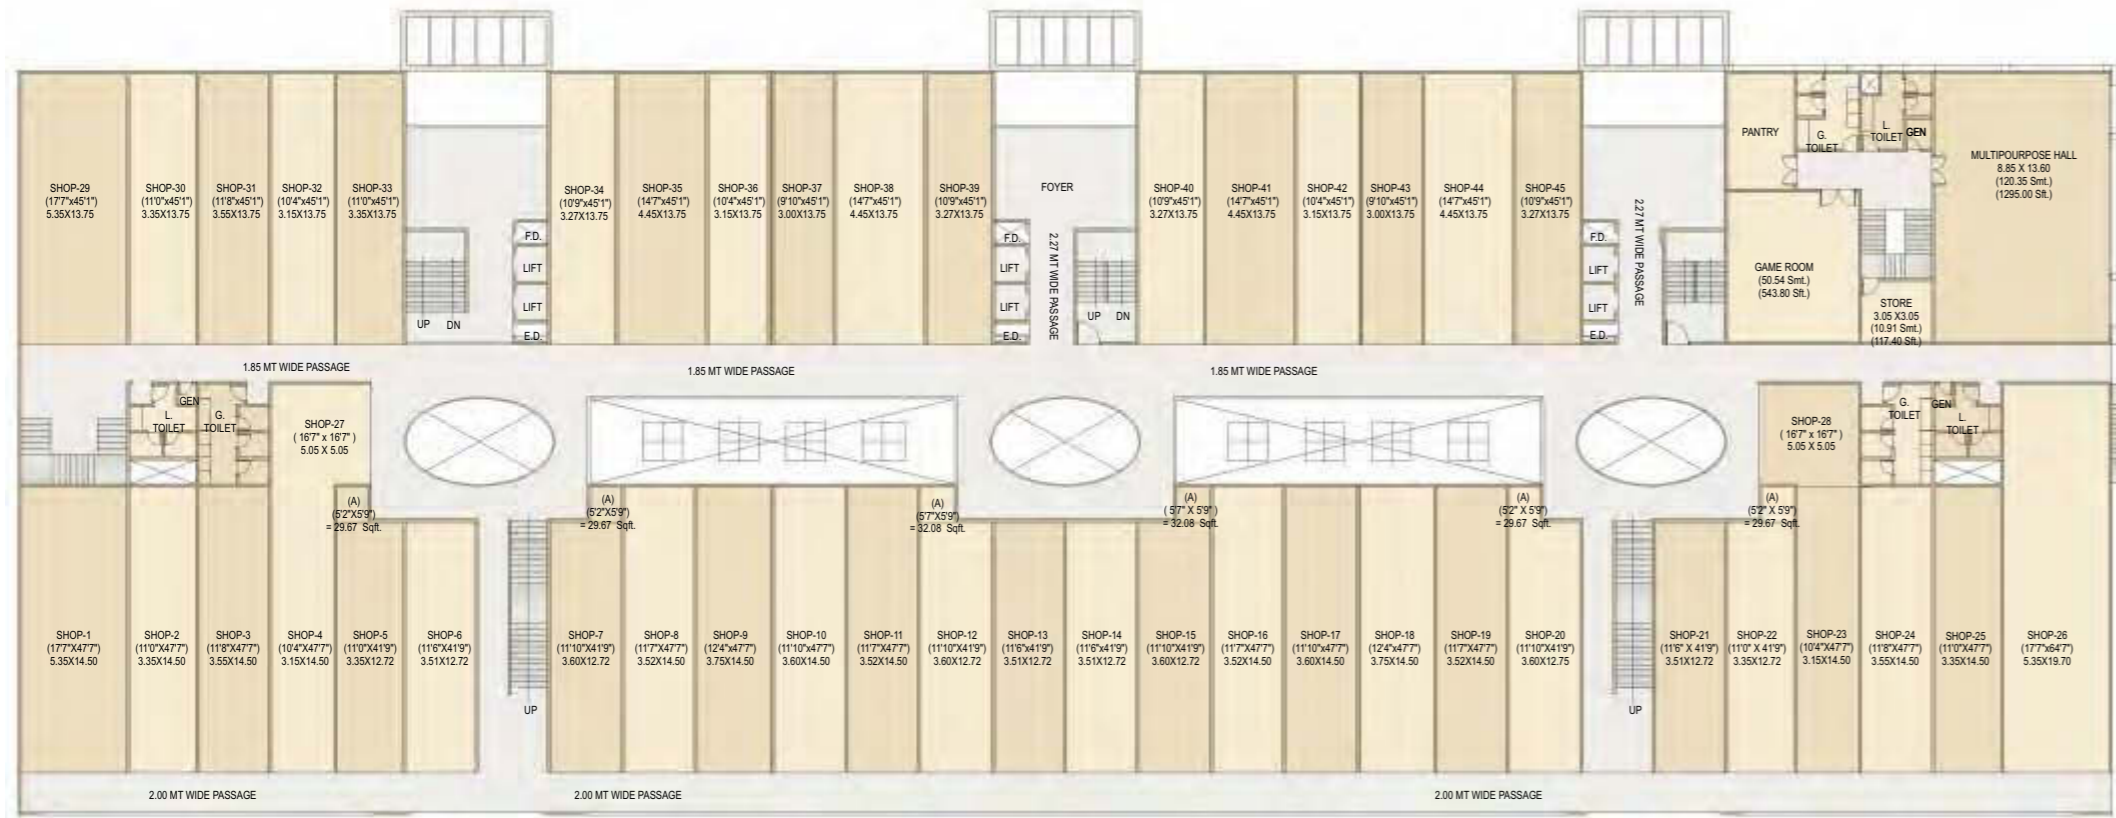 SHOP-29
(17'7"x45'1")
5.35X13.75
SHOP-30
(11'0"x45'1")
3.35X13.75
SHOP-31
(11'8"x45'1")
3.55X13.75
SHOP-32
(10'4"x45'1")
3.15X13.75
SHOP-33
(11'0"x45'1")
3.35X13.75
UP DN
F.D.
LIFT
LIFT
E.D.
SHOP-34
(10'9"x45'1")
3.27X13.75
SHOP-35
(14'7"x45'1")
4.45X13.75
SHOP-36
(10'4"x45'1")
3.15X13.75
SHOP-37
(9'10"x45'1")
3.00X13.75
SHOP-38
(14'7"x45'1")
4.45X13.75
SHOP-39
(10'9"x45'1")
3.27X13.75
FOYER
F.D.
LIFT
LIFT
E.D.
2.27 MT WIDE PASSAGE
UP DN
SHOP-40
(10'9"x45'1")
3.27X13.75
SHOP-41
(14'7"x45'1")
4.45X13.75
SHOP-42
(10'4"x45'1")
3.15X13.75
SHOP-43
(9'10"x45'1")
3.00X13.75
SHOP-44
(14'7"x45'1")
4.45X13.75
SHOP-45
(10'9"x45'1")
3.27X13.75
F.D.
LIFT
LIFT
E.D.
2.27 MT WIDE PASSAGE
PANTRY
G.
TOILET
L.
TOILET
GEN
MULTIPOURPOSE HALL
8.85 X 13.60
(120.35 Smt.)
(1295.00 Sft.)
GAME ROOM
(50.54 Smt.)
(543.80 Sft.)
STORE
3.05 X3.05
(10.91 Smt.)
(117.40 Sft.)
1.85 MT WIDE PASSAGE
1.85 MT WIDE PASSAGE
1.85 MT WIDE PASSAGE
GEN
L.
TOILET
G.
TOILET
SHOP-27
( 16'7" x 16'7" )
5.05 X 5.05
SHOP-28
( 16'7" x 16'7" )
5.05 X 5.05
G.
TOILET
GEN
L.
TOILET
(A)
(5'2"X5'9")
= 29.67 Sqft.
(A)
(5'2"X5'9")
= 29.67 Sqft.
(A)
(5'7"X5'9")
= 32.08 Sqft.
(A)
( 5'7" X 5'9" )
= 32.08 Sqft.
(A)
(5'2" X 5'9")
= 29.67 Sqft.
(A)
(5'2" X 5'9")
= 29.67 Sqft.
SHOP-1
(17'7"X47'7")
5.35X14.50
SHOP-2
(11'0"X47'7")
3.35X14.50
SHOP-3
(11'8"X47'7")
3.55X14.50
SHOP-4
(10'4"X47'7")
3.15X14.50
SHOP-5
(11'0"X41'9")
3.35X12.72
SHOP-6
(11'6"X41'9")
3.51X12.72
UP
SHOP-7
(11'10"X41'9")
3.60X12.72
SHOP-8
(11'7"X47'7")
3.52X14.50
SHOP-9
(12'4"x47'7")
3.75X14.50
SHOP-10
(11'10"x47'7")
3.60X14.50
SHOP-11
(11'7"X47'7")
3.52X14.50
SHOP-12
(11'10"X41'9")
3.60X12.72
SHOP-13
(11'6"x41'9")
3.51X12.72
SHOP-14
(11'6"x41'9")
3.51X12.72
SHOP-15
(11'10"X41'9")
3.60X12.72
SHOP-16
(11'7"X47'7")
3.52X14.50
SHOP-17
(11'10"x47'7")
3.60X14.50
SHOP-18
(12'4"x47'7")
3.75X14.50
SHOP-19
(11'7"X47'7")
3.52X14.50
SHOP-20
(11'10"X41'9")
3.60X12.75
UP
SHOP-21
(11'6" X 41'9")
3.51X12.72
SHOP-22
(11'0" X 41'9")
3.35X12.72
SHOP-23
(10'4"X47'7")
3.15X14.50
SHOP-24
(11'8"X47'7")
3.55X14.50
SHOP-25
(11'0"X47'7")
3.35X14.50
SHOP-26
(17'7"x64'7")
5.35X19.70
2.00 MT WIDE PASSAGE
2.00 MT WIDE PASSAGE
2.00 MT WIDE PASSAGE